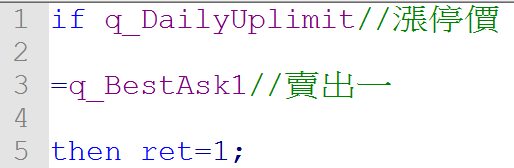 1 if q_DailyUplimit//漲停價
2
3 =q_BestAsk1//賣出一
4
5 then ret=1;